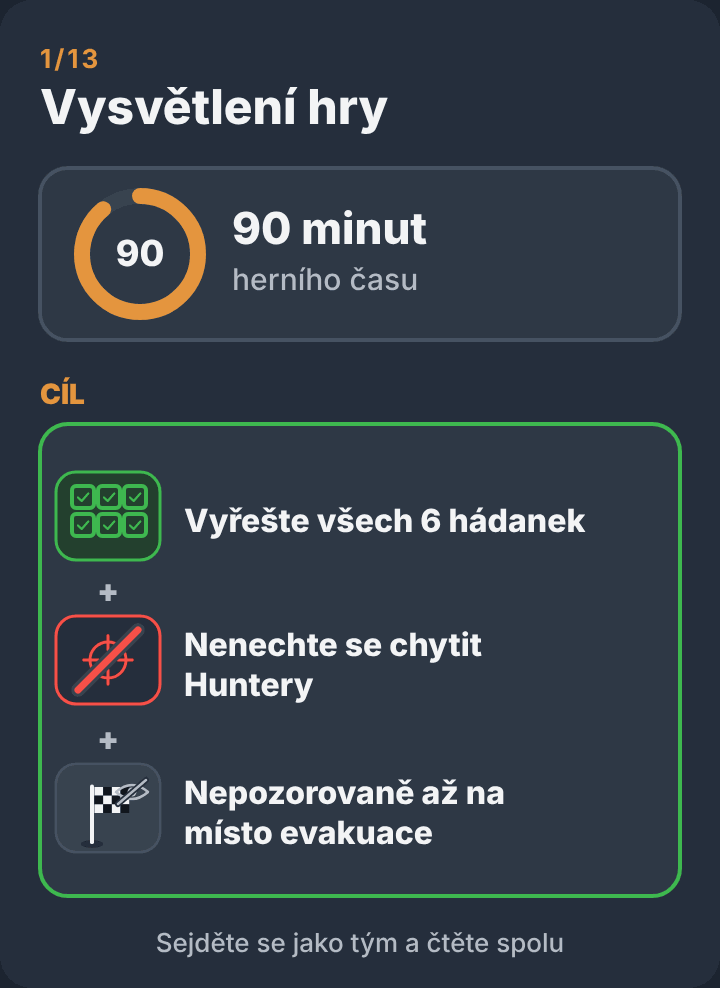 1/13
Vysvětlení hry
90
90 minut
herního času
CÍL
Vyřešte všech 6 hádanek
+
Nenechte se chytit
Huntery
+
Nepozorovaně až na
místo evakuace
Sejděte se jako tým a čtěte spolu